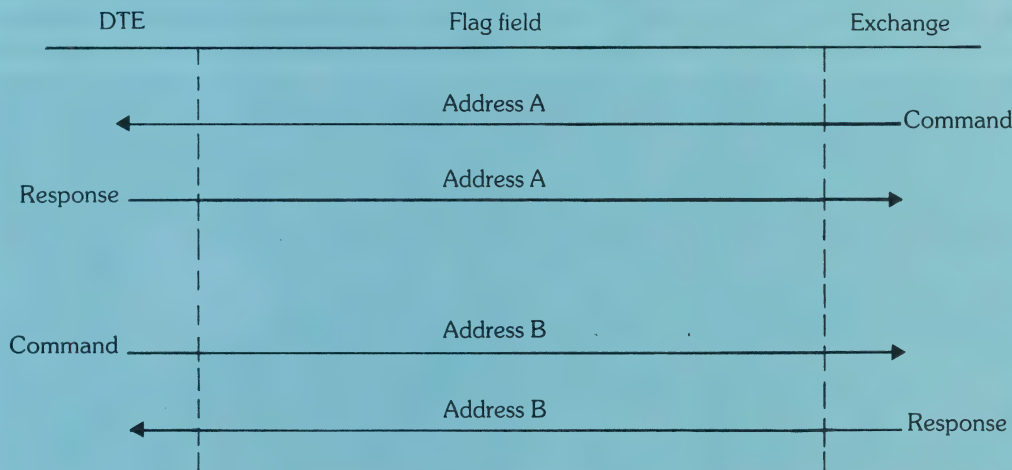 DTE Flag field Exchange
Address A
Command
Address A
Response
Address B
Command
Address B
Response